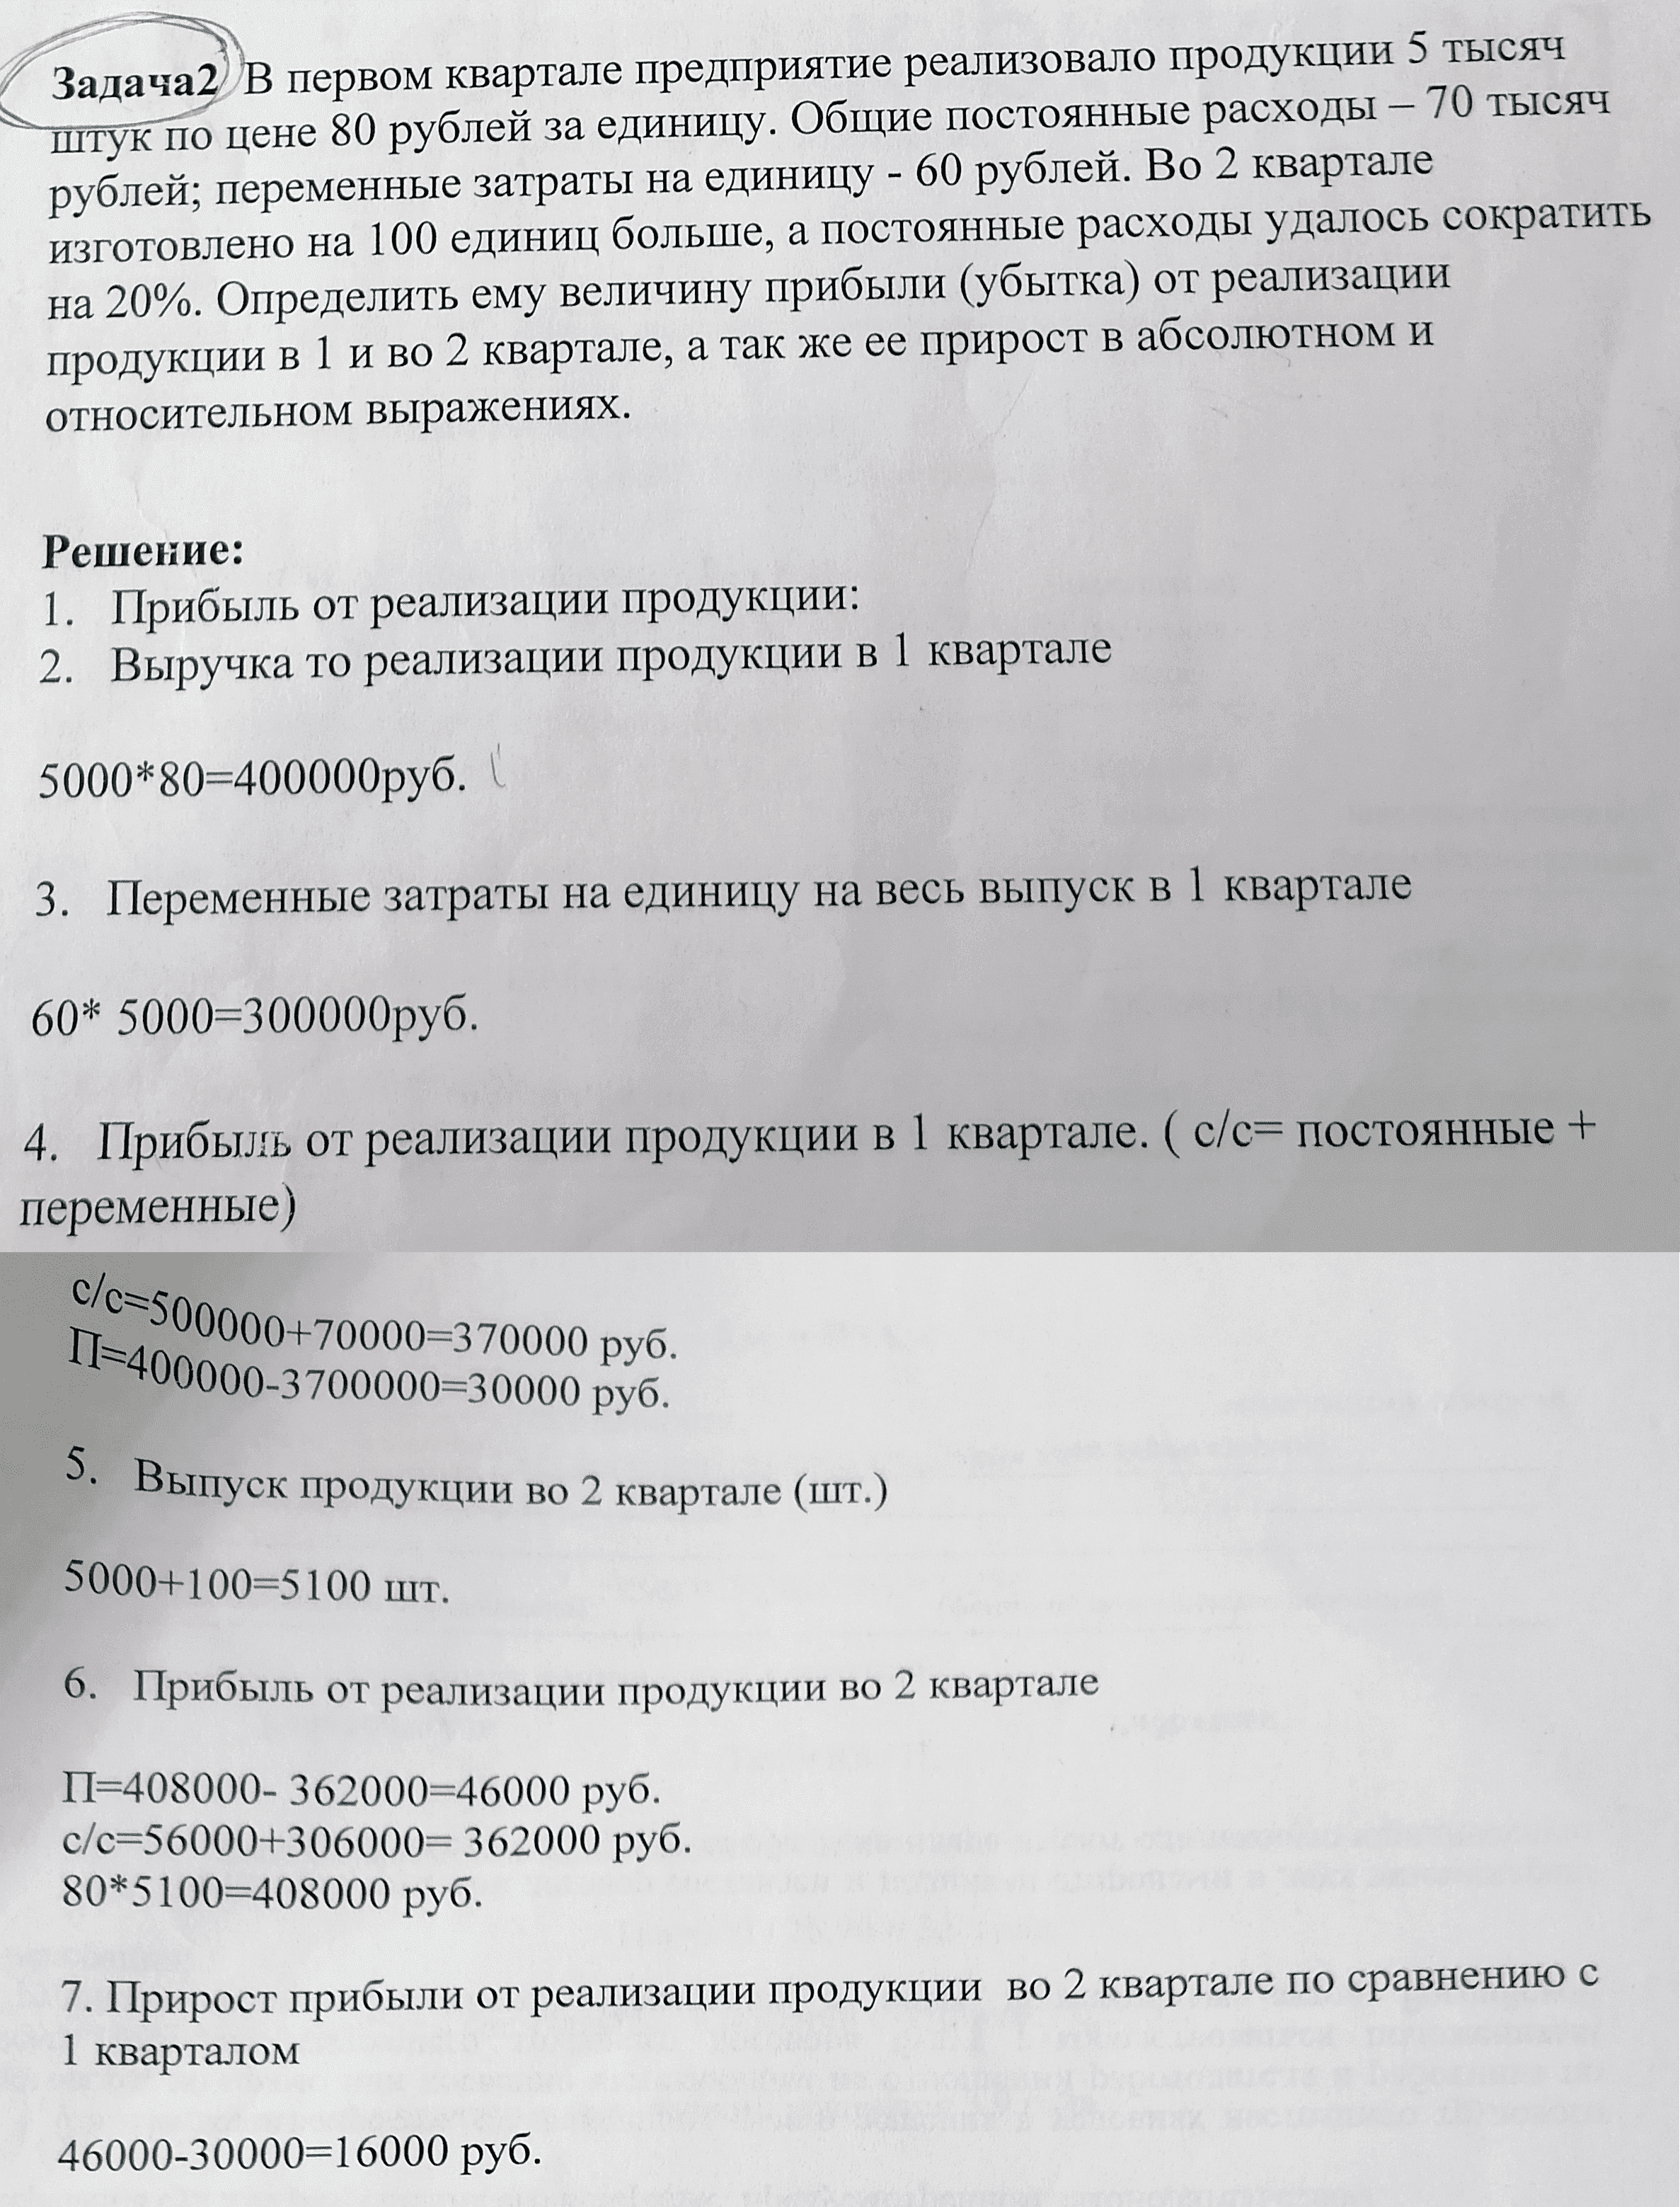 Задача2 В первом квартале предприятие реализовало продукции 5 тысяч
штук по цене 80 рублей за единицу. Общие постоянные расходы – 70 тысяч
рублей; переменные затраты на единицу - 60 рублей. Во 2 квартале
изготовлено на 100 единиц больше, а постоянные расходы удалось сократить
на 20%. Определить ему величину прибыли (убытка) от реализации
продукции в 1 и во 2 квартале, а так же ее прирост в абсолютном и
относительном выражениях.
Решение:
1. Прибыль от реализации продукции:
2. Выручка то реализации продукции в 1 квартале
5000*80=400000руб.
3. Переменные затраты на единицу на весь выпуск в 1 квартале
60* 5000=300000руб.
4. Прибыль от реализации продукции в 1 квартале. ( с/с= постоянные +
переменные)
с/с=500000+70000=370000 руб.
П=400000-3700000=30000 руб.
5. Выпуск продукции во 2 квартале (шт.)
5000+100=5100 шт.
6. Прибыль от реализации продукции во 2 квартале
П=408000- 362000=46000 руб.
с/с=56000+306000= 362000 руб.
80*5100=408000 руб.
7. Прирост прибыли от реализации продукции во 2 квартале по сравнению с
1 кварталом
46000-30000=16000 руб.